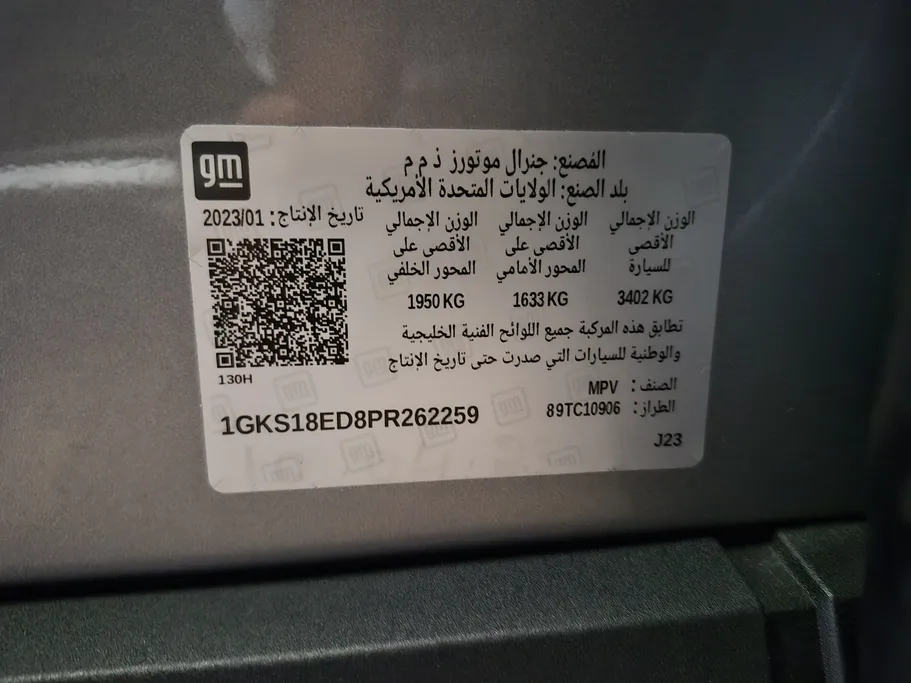 gm
المُصنع: جنرال موتورز ذ م م
بلد الصنع: الولايات المتحدة الأمريكية
تاريخ الإنتاج: 2023/01
الوزن الإجمالي الأقصى للسيارة
3402 KG
الوزن الإجمالي الأقصى على المحور الأمامي
1633 KG
الوزن الإجمالي الأقصى على المحور الخلفي
1950 KG
تطابق هذه المركبة جميع اللوائح الفنية الخليجية
والوطنية للسيارات التي صدرت حتى تاريخ الإنتاج
130H
الصنف: MPV
الطراز: 89TC10906
1GKS18ED8PR262259
J23